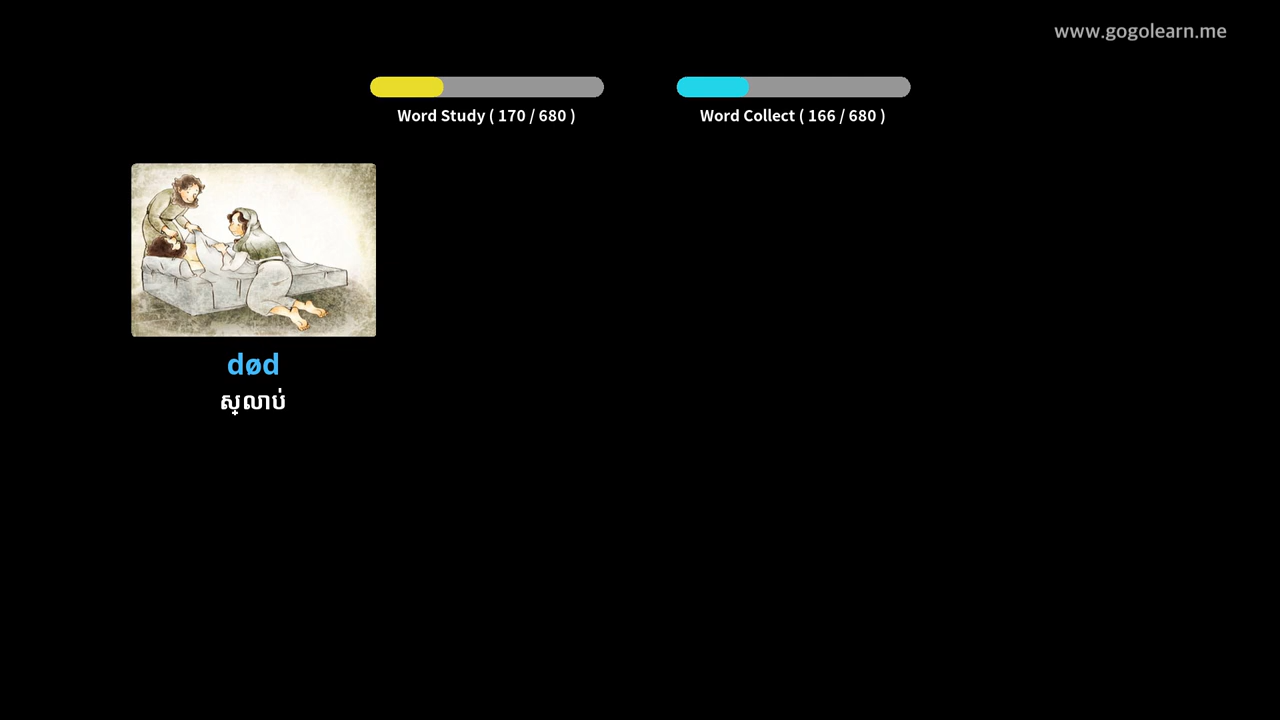 www.gogolearn.me
Word Study ( 170 / 680 )
Word Collect ( 166 / 680 )
død
ស្លាប់